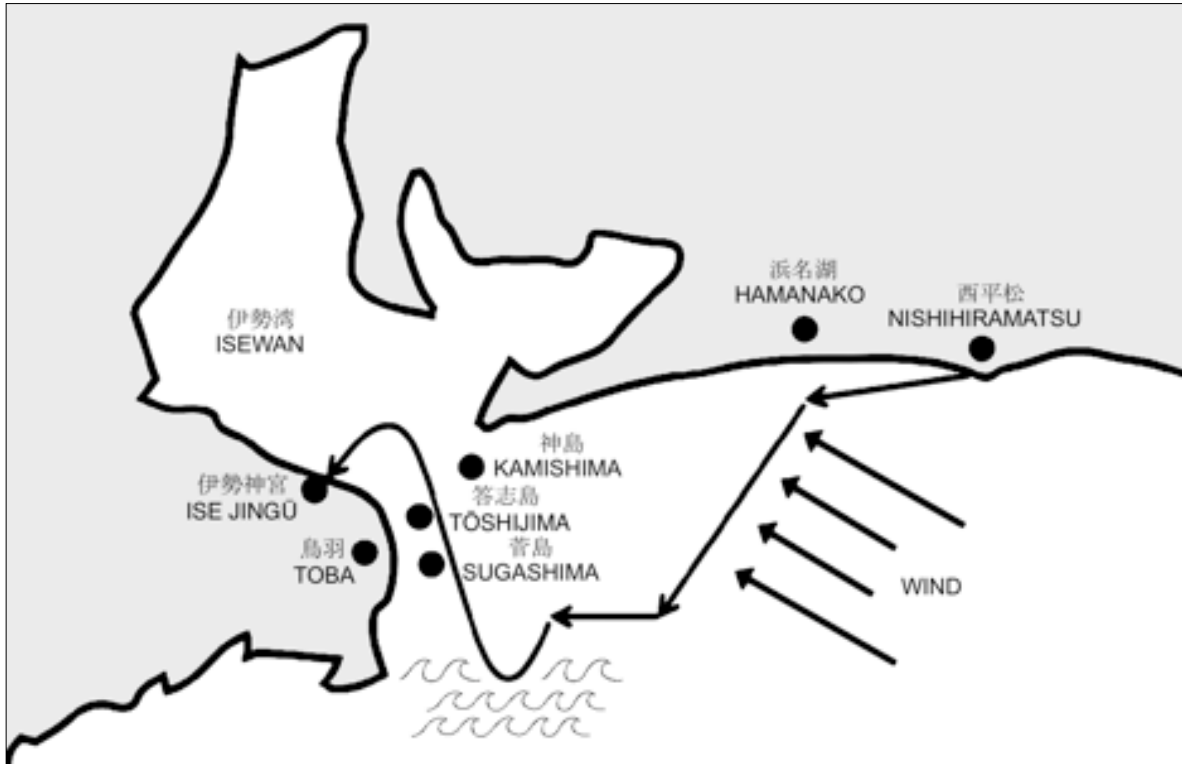 浜名湖
HAMANAKO
西平松
NISHIHIRAMATSU
伊勢湾
ISEWAN
神島
KAMISHIMA
伊勢神宮
ISE JINGŪ
答志島
TŌSHIJIMA
鳥羽
TOBA
菅島
SUGASHIMA
WIND